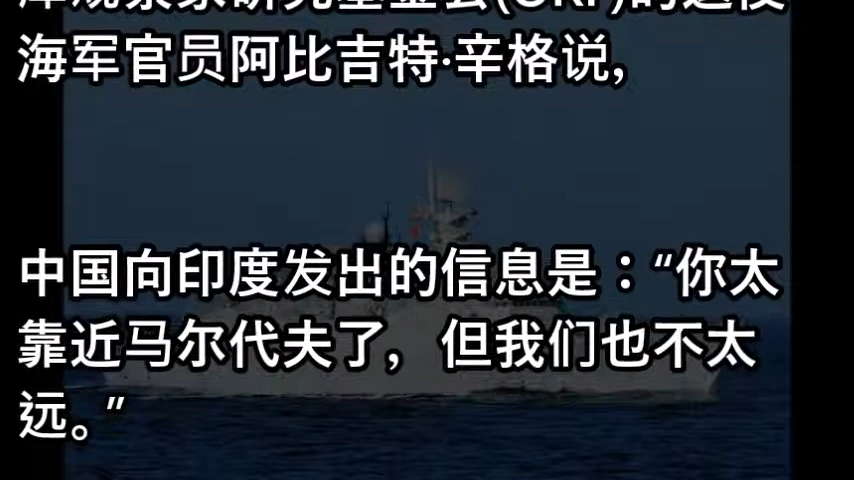 海军官员阿比吉特·辛格说,
中国向印度发出的信息是：“你太
靠近马尔代夫了，但我们也不太
远。”